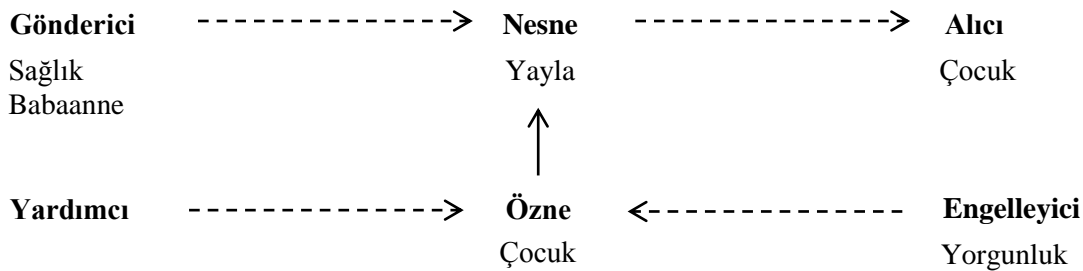 Gönderici Nesne Alıcı
Sağlık Yayla Çocuk
Babaanne
Yardımcı Özne Engelleyici
Çocuk Yorgunluk